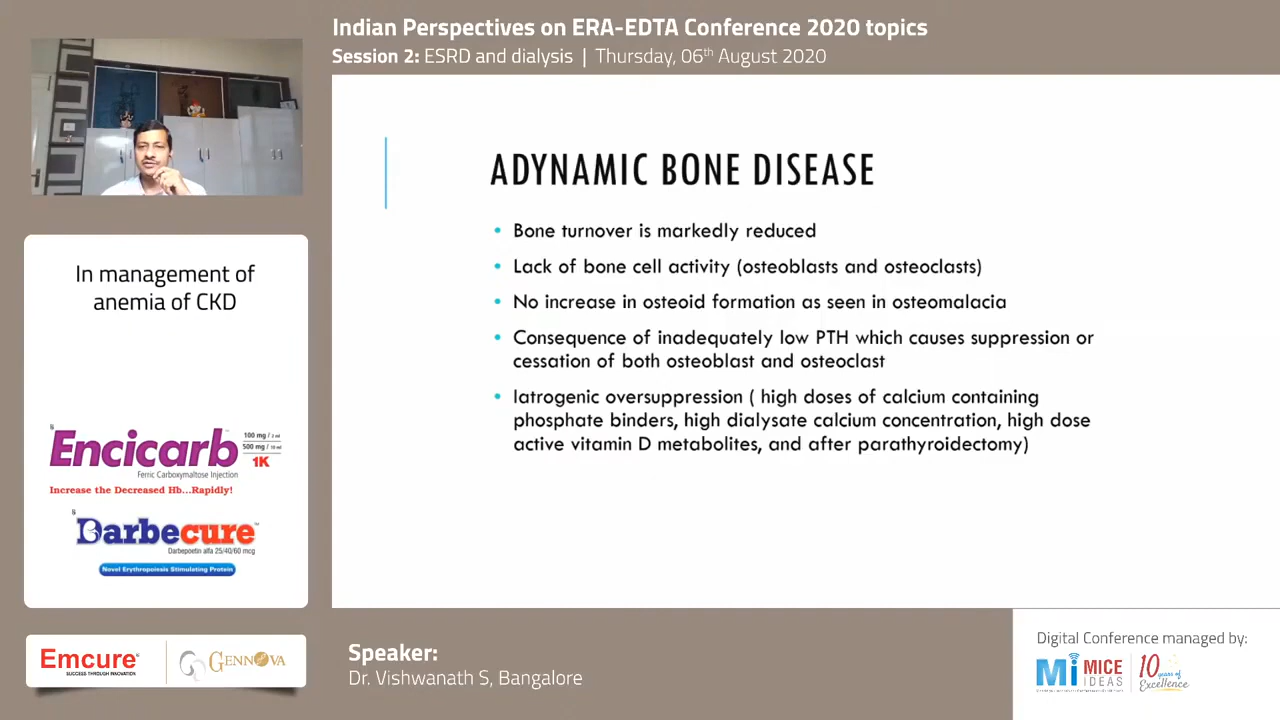 Indian Perspectives on ERA-EDTA Conference 2020 topics
Session 2: ESRD and dialysis | Thursday, 06th August 2020
ADYNAMIC BONE DISEASE
• Bone turnover is markedly reduced
• Lack of bone cell activity (osteoblasts and osteoclasts)
• No increase in osteoid formation as seen in osteomalacia
• Consequence of inadequately low PTH which causes suppression or
cessation of both osteoblast and osteoclast
• Iatrogenic oversuppression ( high doses of calcium containing
phosphate binders, high dialysate calcium concentration, high dose
active vitamin D metabolites, and after parathyroidectomy)
In management of
anemia of CKD
Encicarb
100 mg / 2 ml
500 mg / 10 ml
1K
Ferric Carboxymaltose Injection
Increase the Decreased Hb...Rapidly!
Darbecure™
Darbepoetin alfa 25/40/60 mcg
Novel Erythropoiesis Stimulating Protein
Emcure®
SUCCESS THROUGH INNOVATION
GENNOVA
Speaker:
Dr. Vishwanath S, Bangalore
Digital Conference managed by:
Mi MICE
IDEAS
10 years of
Excellence